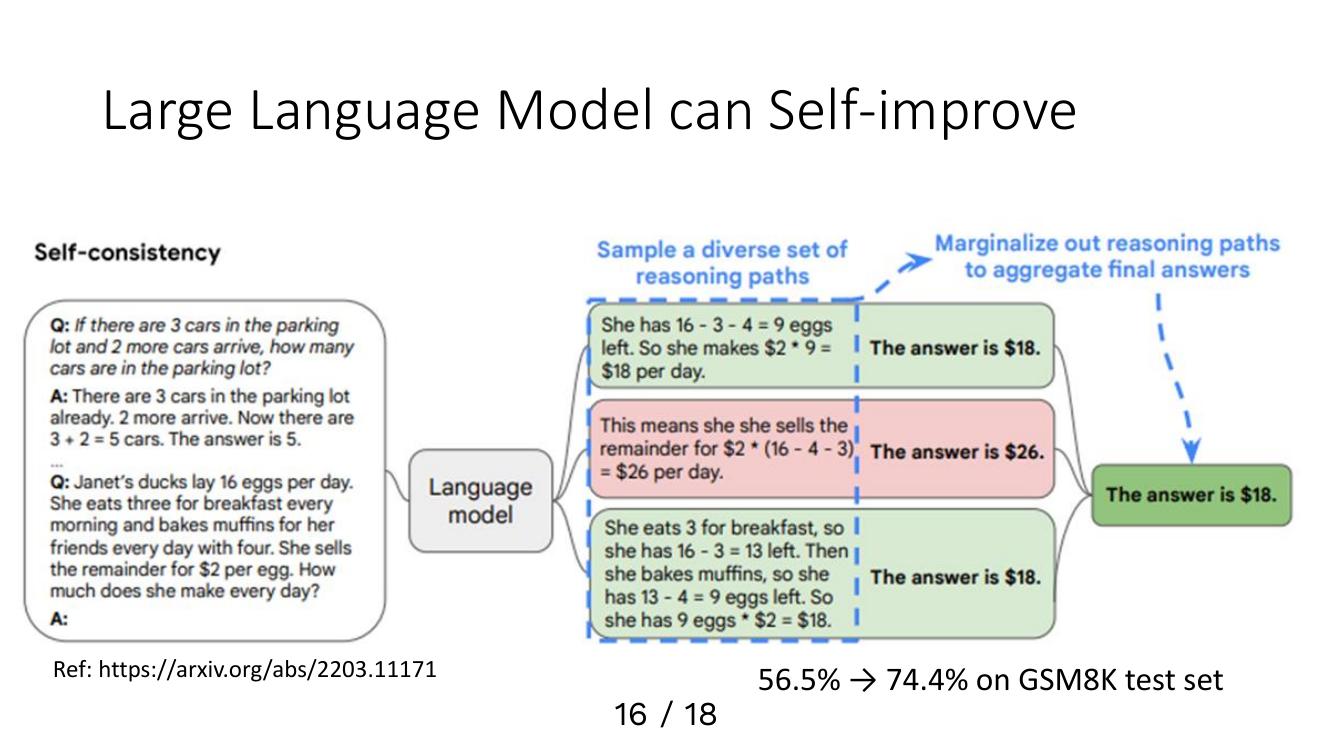 Large Language Model can Self-improve
Self-consistency
Q: If there are 3 cars in the parking
lot and 2 more cars arrive, how many
cars are in the parking lot?
A: There are 3 cars in the parking lot
already. 2 more arrive. Now there are
3 + 2 = 5 cars. The answer is 5.
...
Q: Janet's ducks lay 16 eggs per day.
She eats three for breakfast every
morning and bakes muffins for her
friends every day with four. She sells
the remainder for $2 per egg. How
much does she make every day?
A:
Language
model
Sample a diverse set of
reasoning paths
She has 16 - 3 - 4 = 9 eggs
left. So she makes $2 * 9 =
$18 per day.
The answer is $18.
This means she she sells the
remainder for $2 * (16 - 4 - 3)
= $26 per day.
The answer is $26.
She eats 3 for breakfast, so
she has 16 - 3 = 13 left. Then
she bakes muffins, so she
has 13 - 4 = 9 eggs left. So
she has 9 eggs * $2 = $18.
The answer is $18.
Marginalize out reasoning paths
to aggregate final answers
The answer is $18.
Ref: https://arxiv.org/abs/2203.11171
56.5% → 74.4% on GSM8K test set
16 / 18